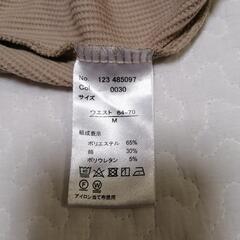 No. 123 485097
Col 0030
サイズ
ウエスト 64-70
M
組成表示
ポリエステル 65%
綿 30%
ポリウレタン 5%
アイロン当て布使用